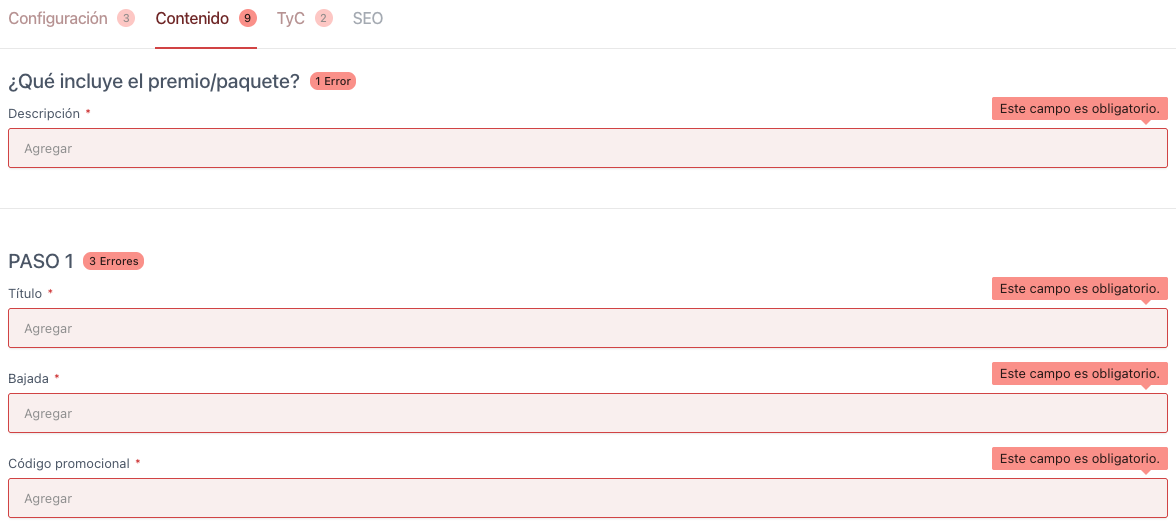 Configuración 3 Contenido 9 TyC 2 SEO
¿Qué incluye el premio/paquete? 1 Error
Descripción * Este campo es obligatorio.
Agregar
PASO 1 3 Errores
Título * Este campo es obligatorio.
Agregar
Bajada * Este campo es obligatorio.
Agregar
Código promocional * Este campo es obligatorio.
Agregar